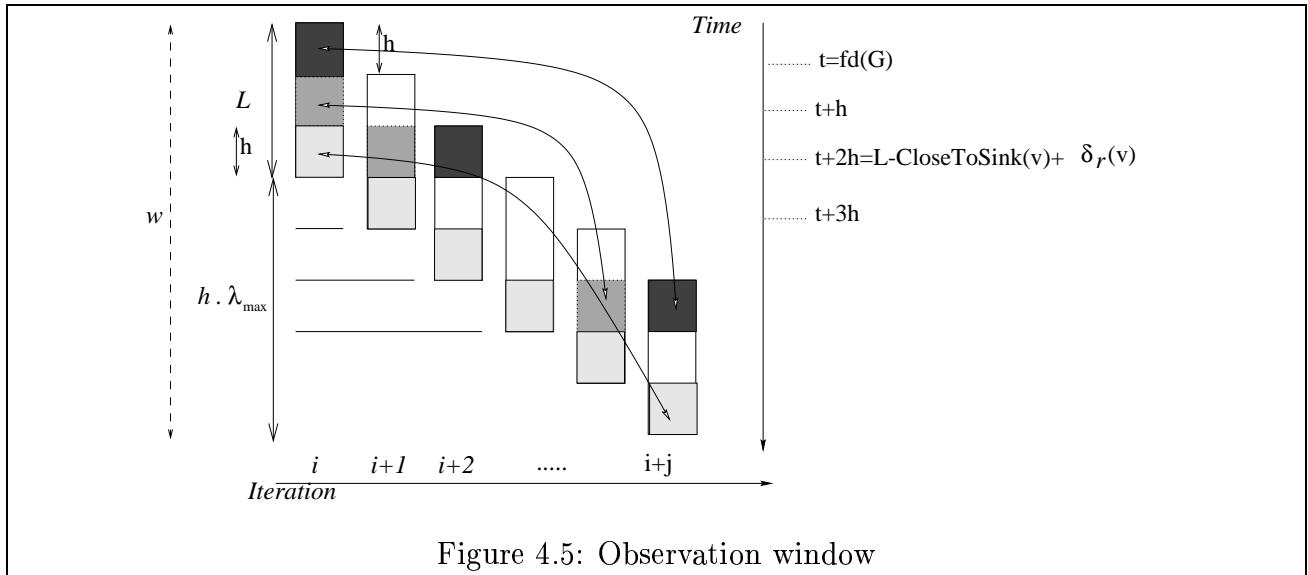 Time
h
t=fd(G)
L
t+h
h
t+2h=L-CloseToSink(v)+ δr(v)
w
t+3h
h . λmax
i i+1 i+2 ..... i+j
Iteration
Figure 4.5: Observation window